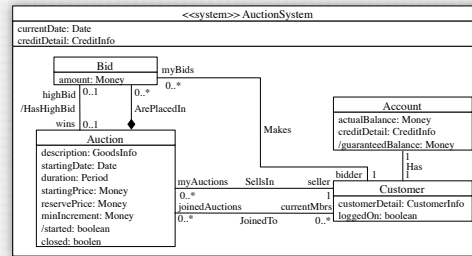 <<system>> AuctionSystem
currentDate: Date
creditDetail: CreditInfo
Bid
amount: Money
myBids
0..*
highBid
0..1
0..*
/HasHighBid
ArePlacedIn
wins
0..1
Makes
Account
actualBalance: Money
creditDetail: CreditInfo
/guaranteedBalance: Money
1
Has
bidder
1
1
Auction
description: GoodsInfo
startingDate: Date
duration: Period
startingPrice: Money
reservePrice: Money
minIncrement: Money
/started: boolean
closed: boolen
myAuctions
SellsIn
seller
0..*
1
joinedAuctions
currentMbrs
0..*
JoinedTo
0..*
Customer
customerDetail: CustomerInfo
loggedOn: boolean